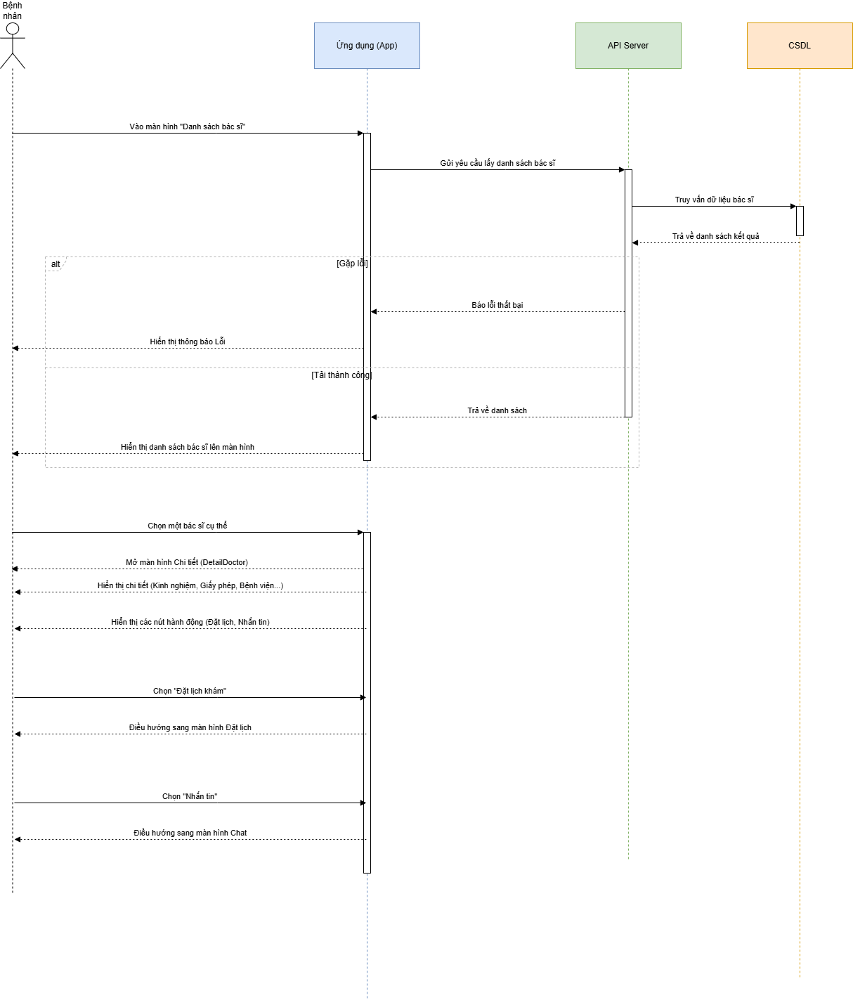 Bệnh
nhân
Ứng dụng (App)
API Server
CSDL
Vào màn hình "Danh sách bác sĩ"
Gửi yêu cầu lấy danh sách bác sĩ
Truy vấn dữ liệu bác sĩ
Trả về danh sách kết quả
alt
[Gặp lỗi]
Báo lỗi thất bại
Hiển thị thông báo Lỗi
[Tải thành công]
Trả về danh sách
Hiển thị danh sách bác sĩ lên màn hình
Chọn một bác sĩ cụ thể
Mở màn hình Chi tiết (DetailDoctor)
Hiển thị chi tiết (Kinh nghiệm, Giấy phép, Bệnh viện...)
Hiển thị các nút hành động (Đặt lịch, Nhắn tin)
Chọn "Đặt lịch khám"
Điều hướng sang màn hình Đặt lịch
Chọn "Nhắn tin"
Điều hướng sang màn hình Chat